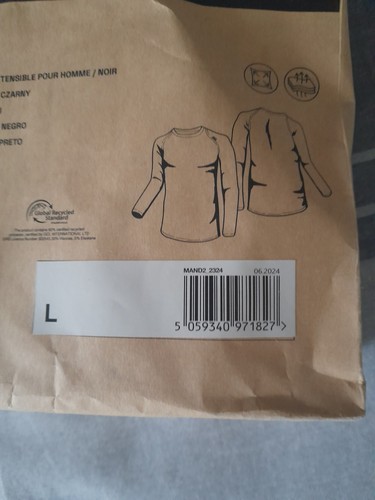 TENSIBLE POUR HOMME / NOIR
CZARNY
NEGRO
PRETO
Global Recycled
Standard
MAND2_2324 06.2024
L
5 059340 971827 >